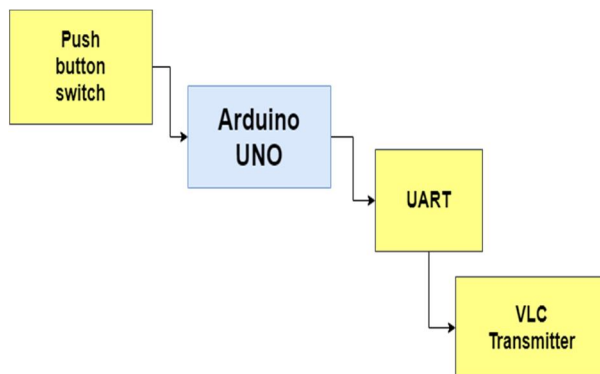 Push
button
switch
Arduino
UNO
UART
VLC
Transmitter